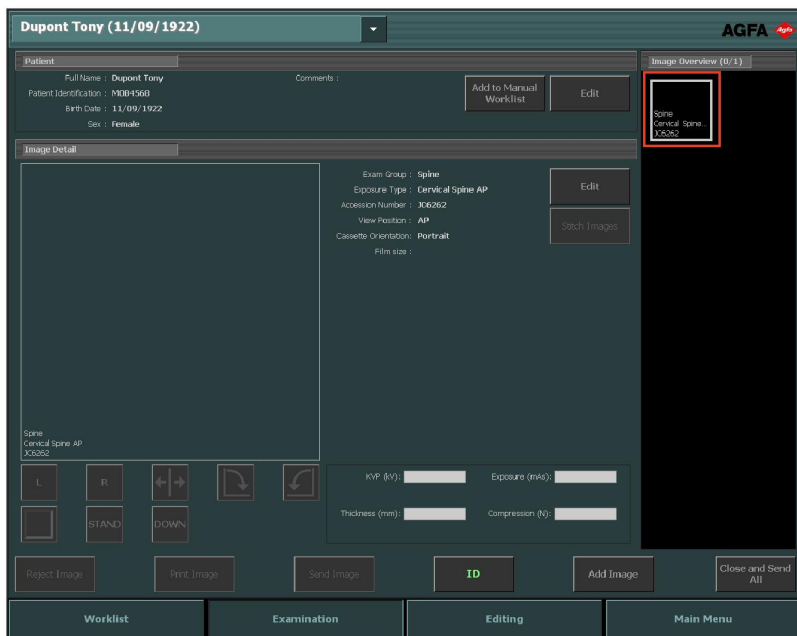 Dupont Tony (11/09/1922)
AGFA Agfa
Patient
Full Name : Dupont Tony
Patient Identification : MOB4568
Birth Date : 11/09/1922
Sex : Female
Comments :
Add to Manual Worklist
Edit
Image Overview (0/1)
Spine
Cervical Spine...
JC6262
Image Detail
Exam Group : Spine
Exposure Type : Cervical Spine AP
Accession Number : JC6262
View Position : AP
Cassette Orientation: Portrait
Film size :
Edit
Stitch Images
Spine
Cervical Spine AP
JC6262
L
R
STAND
DOWN
KVP (kV):
Exposure (mAs):
Thickness (mm):
Compression (N):
Reject Image
Print Image
Send Image
ID
Add Image
Close and Send All
Worklist
Examination
Editing
Main Menu